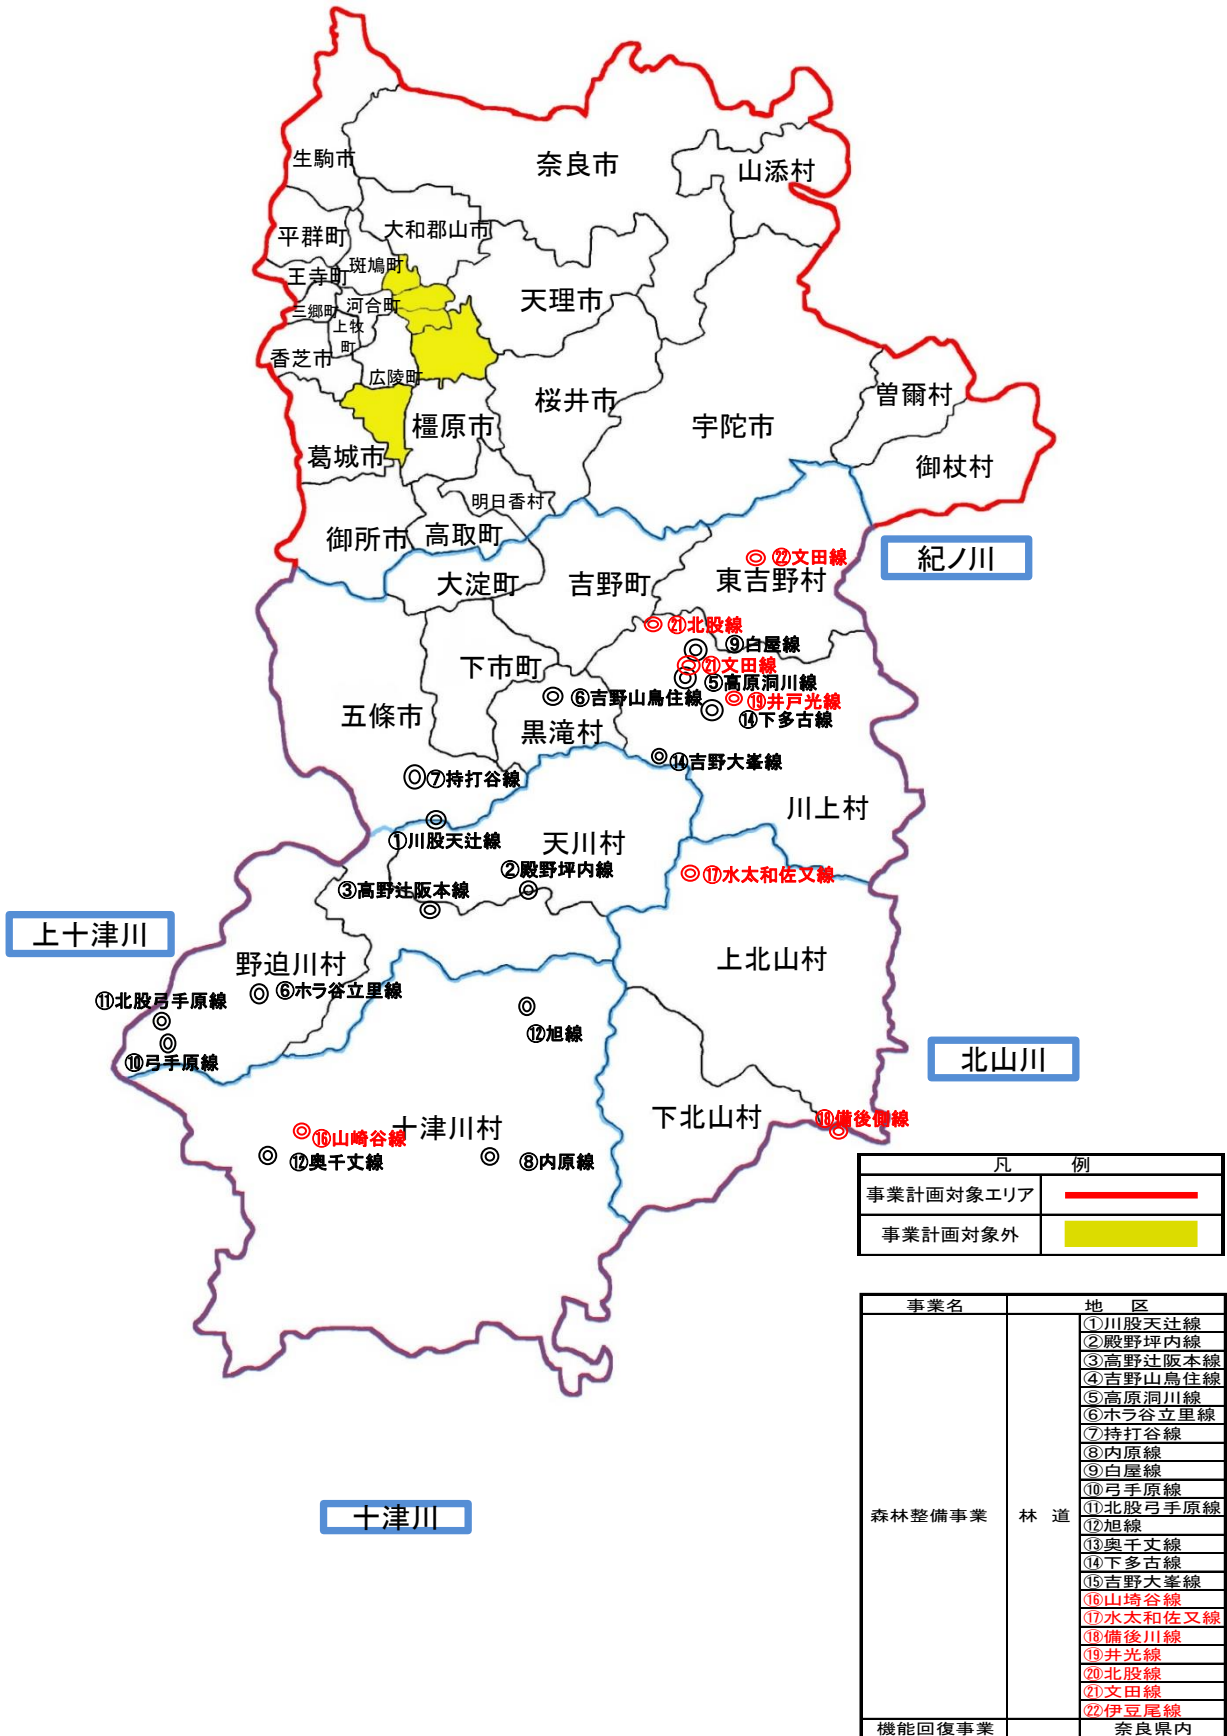 生駒市
奈良市
山添村
平群町
大和郡山市
斑鳩町
王寺町
天理市
三郷町
河合町
上牧
町
香芝市
広陵町
桜井市
曽爾村
橿原市
宇陀市
葛城市
御杖村
明日香村
御所市
高取町
紀ノ川
㉒文田線
大淀町
吉野町
東吉野村
㉑北股線
⑨白屋線
下市町
㉑文田線
⑤高原洞川線
⑥吉野山鳥住線
⑲井戸光線
五條市
黒滝村
⑭下多古線
⑭吉野大峯線
⑦持打谷線
川上村
①川股天辻線
天川村
②殿野坪内線
⑰水太和佐又線
③高野辻阪本線
上十津川
野迫川村
上北山村
⑥ホラ谷立里線
⑪北股弓手原線
⑫旭線
⑩弓手原線
北山川
下北山村
⑱備後側線
十津川村
⑯山崎谷線
⑫奥千丈線
⑧内原線
凡 例
事業計画対象エリア
事業計画対象外
事業名 地 区
①川股天辻線
②殿野坪内線
③高野辻阪本線
④吉野山鳥住線
⑤高原洞川線
⑥ホラ谷立里線
⑦持打谷線
⑧内原線
⑨白屋線
⑩弓手原線
森林整備事業 林 道 ⑪北股弓手原線
⑫旭線
⑬奥千丈線
⑭下多古線
⑮吉野大峯線
⑯山埼谷線
⑰水太和佐又線
⑱備後川線
⑲井光線
⑳北股線
㉑文田線
㉒伊豆尾線
機能回復事業 奈良県内
十津川